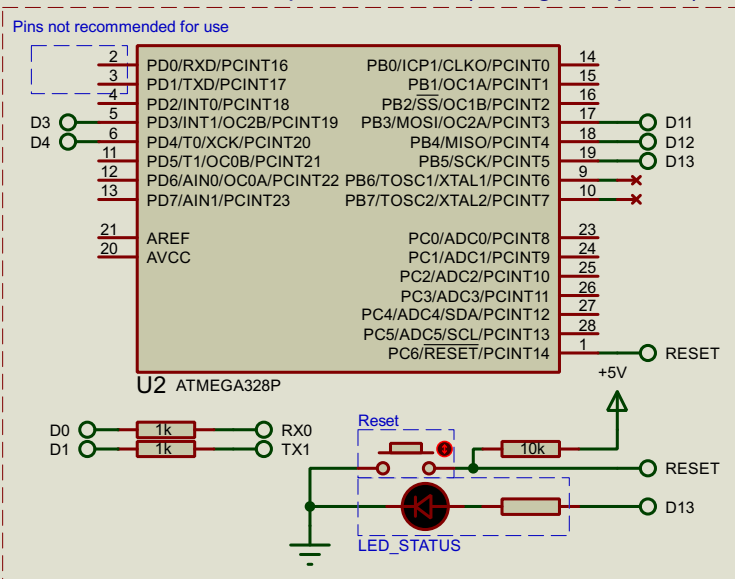 Pins not recommended for use
2 PD0/RXD/PCINT16 PB0/ICP1/CLKO/PCINT0 14
3 PD1/TXD/PCINT17 PB1/OC1A/PCINT1 15
4 PD2/INT0/PCINT18 PB2/SS/OC1B/PCINT2 16
D3 5 PD3/INT1/OC2B/PCINT19 PB3/MOSI/OC2A/PCINT3 17 D11
D4 6 PD4/T0/XCK/PCINT20 PB4/MISO/PCINT4 18 D12
11 PD5/T1/OC0B/PCINT21 PB5/SCK/PCINT5 19 D13
12 PD6/AIN0/OC0A/PCINT22 PB6/TOSC1/XTAL1/PCINT6 9
13 PD7/AIN1/PCINT23 PB7/TOSC2/XTAL2/PCINT7 10
21 AREF PC0/ADC0/PCINT8 23
20 AVCC PC1/ADC1/PCINT9 24
PC2/ADC2/PCINT10 25
PC3/ADC3/PCINT11 26
PC4/ADC4/SDA/PCINT12 27
PC5/ADC5/SCL/PCINT13 28
PC6/RESET/PCINT14 1 RESET
U2 ATMEGA328P
+5V
D0 1k RX0
D1 1k TX1
Reset
10k
RESET
D13
LED_STATUS